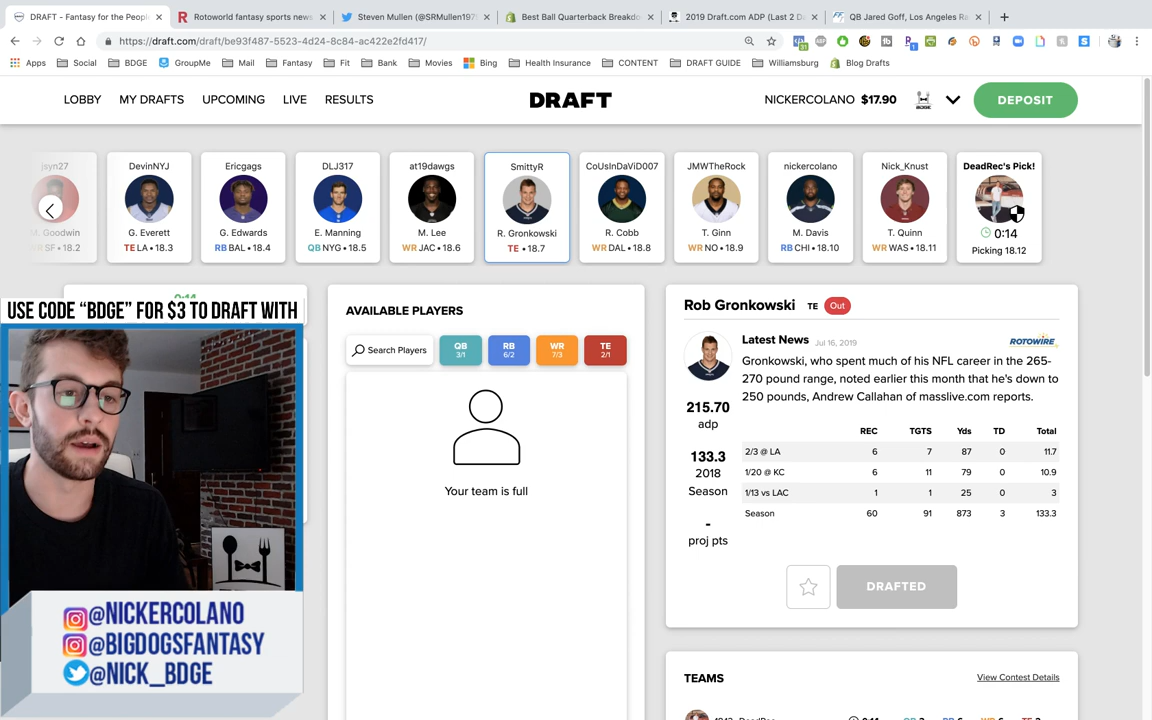 DRAFT - Fantasy for the Peopl
Rotoworld fantasy sports news
Steven Mullen (@SRMullen197
Best Ball Quarterback Breakdo
2019 Draft.com ADP (Last 2 Da
QB Jared Goff, Los Angeles Ra
https://draft.com/draft/be93f487-5523-4d24-8c84-ac422e2fd417/
Apps Social BDGE GroupMe Mail Fantasy Fit Bank Movies Bing Health Insurance CONTENT DRAFT GUIDE Williamsburg Blog Drafts
LOBBY MY DRAFTS UPCOMING LIVE RESULTS DRAFT NICKERCOLANO $17.90 DEPOSIT
jsyn27 DevinNYJ Ericgags DLJ317 at19dawgs SmittyR CoUsInDaViD007 JMWTheRock nickercolano Nick_Knust DeadRec's Pick!
M. Goodwin G. Everett G. Edwards E. Manning M. Lee R. Gronkowski R. Cobb T. Ginn M. Davis T. Quinn 0:14
WR SF • 18.2 TE LA • 18.3 RB BAL • 18.4 QB NYG • 18.5 WR JAC • 18.6 TE • 18.7 WR DAL • 18.8 WR NO • 18.9 RB CHI • 18.10 WR WAS • 18.11 Picking 18.12
USE CODE “BDGE” FOR $3 TO DRAFT WITH
@NICKERCOLANO
@BIGDOGSFANTASY
@NICK_BDGE
AVAILABLE PLAYERS
Search Players
QB 3/1
RB 6/2
WR 7/3
TE 2/1
Your team is full
Rob Gronkowski TE Out
Latest News Jul 16, 2019 ROTOWIRE
Gronkowski, who spent much of his NFL career in the 265-
270 pound range, noted earlier this month that he's down to
250 pounds, Andrew Callahan of masslive.com reports.
215.70
adp
133.3
2018
Season
-
proj pts
REC TGTS Yds TD Total
2/3 @ LA 6 7 87 0 11.7
1/20 @ KC 6 11 79 0 10.9
1/13 vs LAC 1 1 25 0 3
Season 60 91 873 3 133.3
DRAFTED
TEAMS View Contest Details